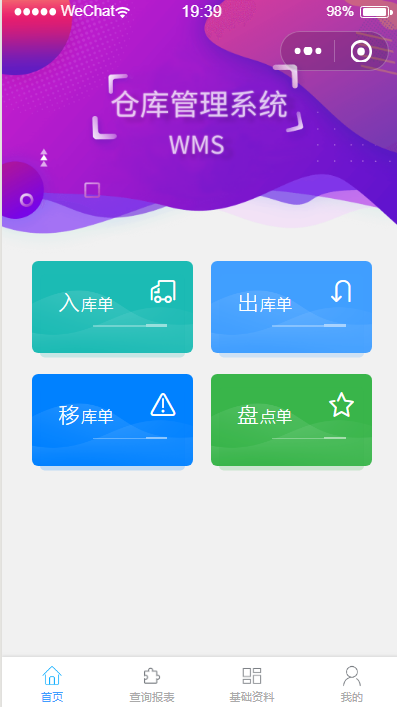 WeChat 19:39 98%
仓库管理系统
WMS
入库单 出库单
移库单 盘点单
首页 查询报表 基础资料 我的